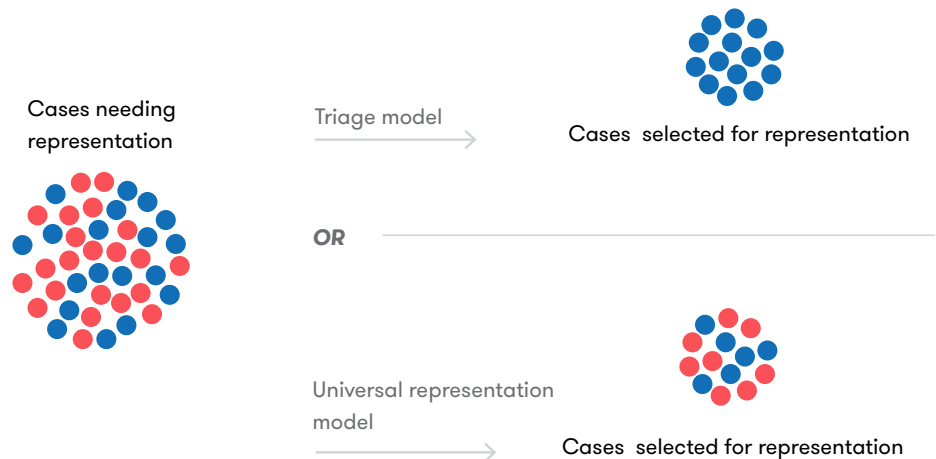 Cases needing
representation
Triage model
Cases selected for representation
OR
Universal representation
model
Cases selected for representation